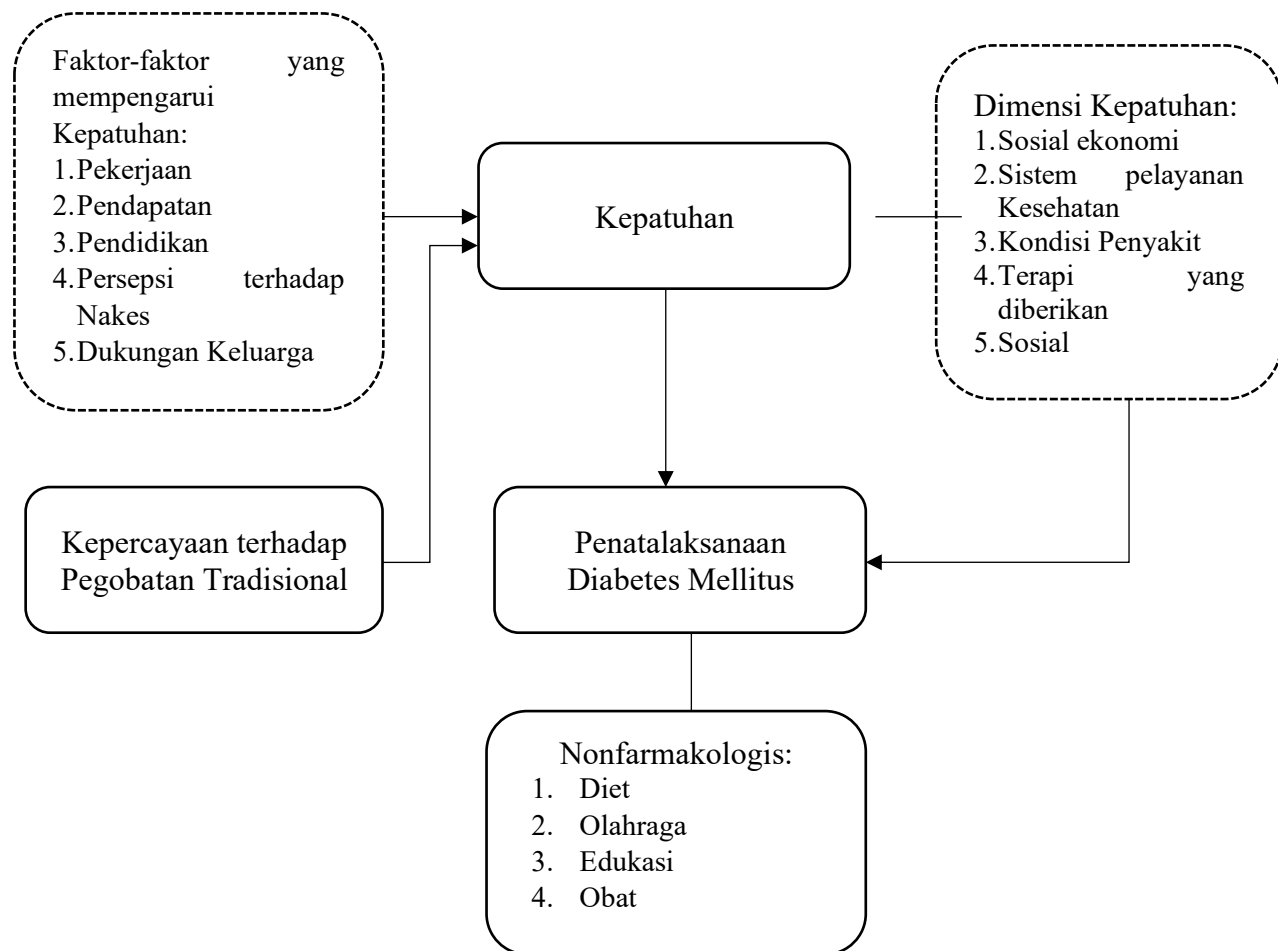 Faktor-faktor yang
mempengarui
Kepatuhan:
1.Pekerjaan
2.Pendapatan
3.Pendidikan
4.Persepsi terhadap
Nakes
5.Dukungan Keluarga
Kepatuhan
Dimensi Kepatuhan:
1.Sosial ekonomi
2.Sistem pelayanan
Kesehatan
3.Kondisi Penyakit
4.Terapi yang
diberikan
5.Sosial
Kepercayaan terhadap
Pegobatan Tradisional
Penatalaksanaan
Diabetes Mellitus
Nonfarmakologis:
1. Diet
2. Olahraga
3. Edukasi
4. Obat